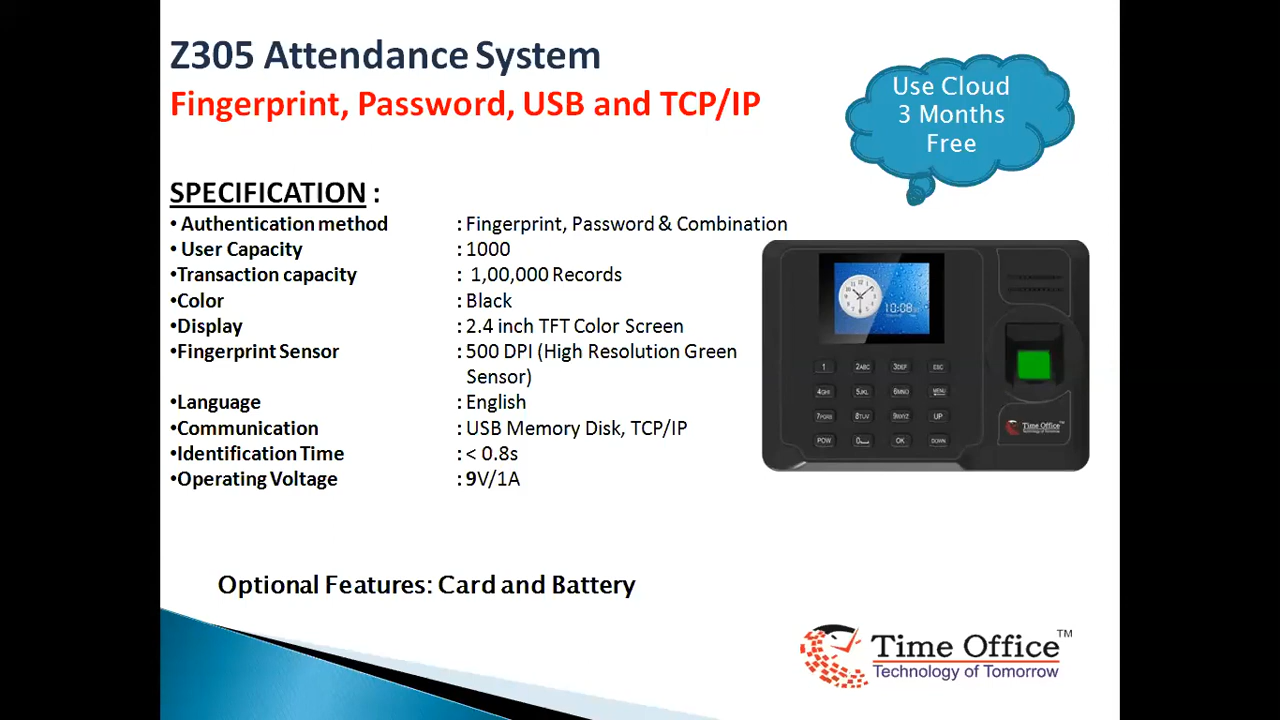 Z305 Attendance System
Fingerprint, Password, USB and TCP/IP
Use Cloud
3 Months
Free
SPECIFICATION :
• Authentication method : Fingerprint, Password & Combination
• User Capacity : 1000
•Transaction capacity : 1,00,000 Records
•Color : Black
•Display : 2.4 inch TFT Color Screen
•Fingerprint Sensor : 500 DPI (High Resolution Green
Sensor)
•Language : English
•Communication : USB Memory Disk, TCP/IP
•Identification Time : < 0.8s
•Operating Voltage : 9V/1A
10:08
1 2ABC 3DEF ESC
4GHI 5JKL 6MNO MENU
7PQRS 8TUV 9WXYZ UP
POW 0 OK DOWN
Time Office
Technology of Tomorrow
Optional Features: Card and Battery
Time Office™
Technology of Tomorrow